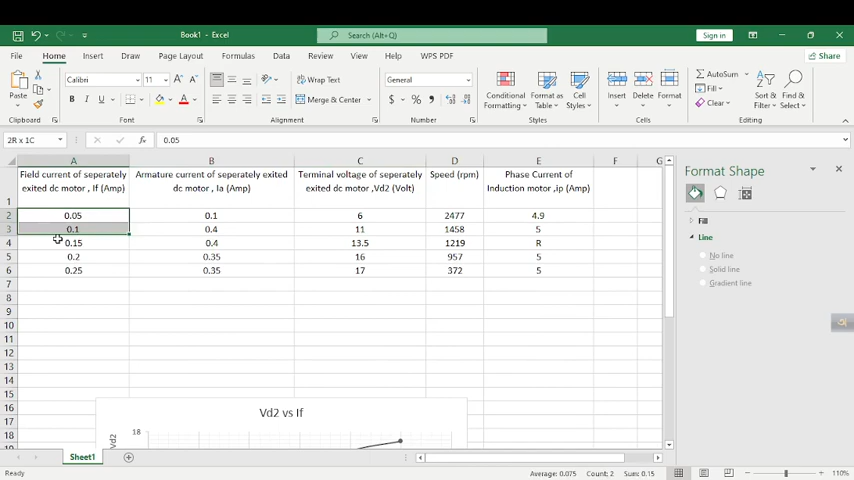 Book1 - Excel
Search (Alt+Q)
Sign in
File Home Insert Draw Page Layout Formulas Data Review View Help WPS PDF
Share
Paste
Calibri 11
Wrap Text
General
Merge & Center
Conditional Formatting
Format as Table
Cell Styles
Insert Delete Format
AutoSum
Fill
Clear
Sort & Filter
Find & Select
Clipboard Font Alignment Number Styles Cells Editing
2R x 1C
0.05
A B C D E F G
1 Field current of seperately exited dc motor , If (Amp) Armature current of seperately exited dc motor , Ia (Amp) Terminal voltage of seperately exited dc motor ,Vd2 (Volt) Speed (rpm) Phase Current of Induction motor ,ip (Amp)
2 0.05 0.1 6 2477 4.9
3 0.1 0.4 11 1458 5
4 0.15 0.4 13.5 1219 R
5 0.2 0.35 16 957 5
6 0.25 0.35 17 372 5
7
8
9
10
11
12
13
14
15
16
17
18
Vd2 vs If
18
Vd2
Format Shape
Fill
Line
No line
Solid line
Gradient line
Sheet1
Ready
Average: 0.075 Count: 2 Sum: 0.15
110%